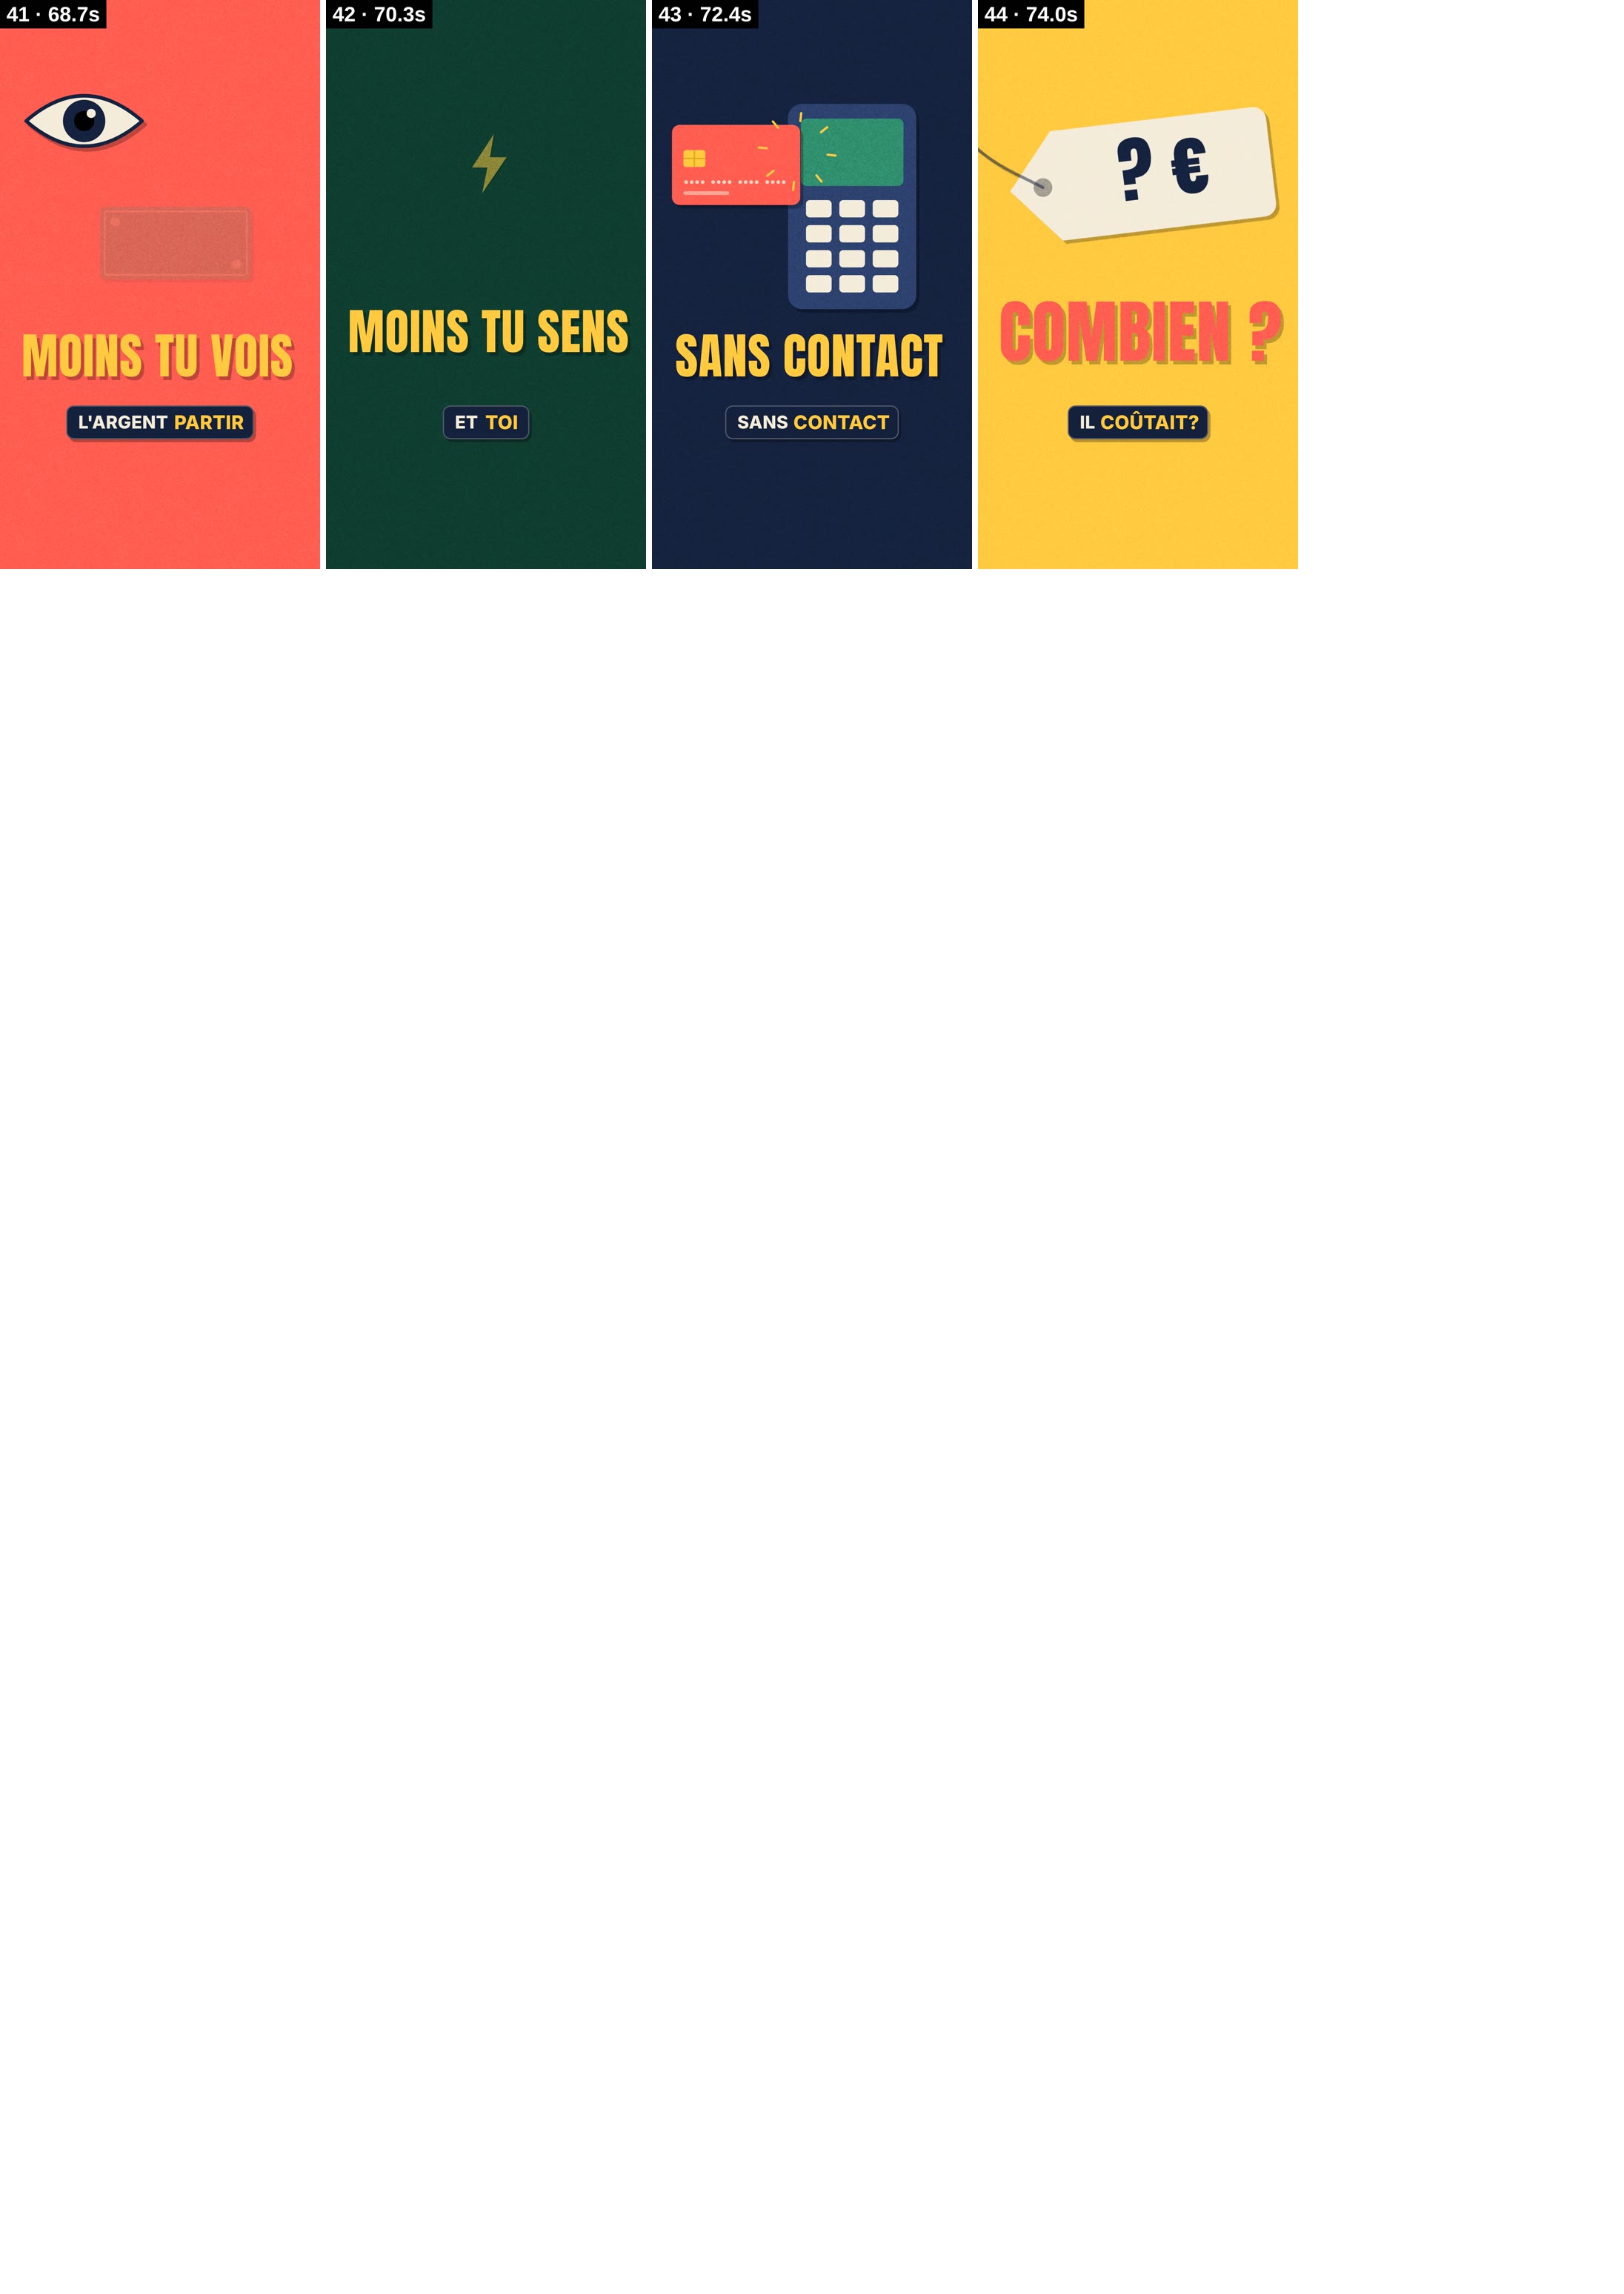 41 · 68.7s
MOINS TU VOIS
L'ARGENT PARTIR
42 · 70.3s
MOINS TU SENS
ET TOI
43 · 72.4s
SANS CONTACT
SANS CONTACT
44 · 74.0s
? €
COMBIEN ?
IL COÛTAIT?